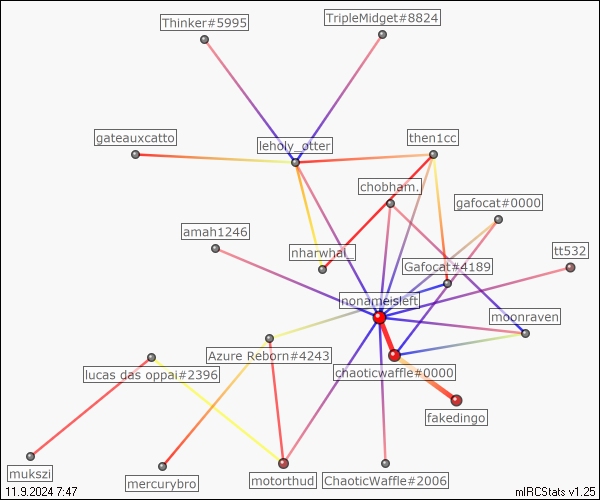 Thinker#5995
TripleMidget#8824
gateauxcatto
leholy_otter
then1cc
chobham.
gafocat#0000
amah1246
nharwhal_
tt532
Gafocat#4189
nonameisleft
moonraven
Azure Reborn#4243
lucas das oppai#2396
chaoticwaffle#0000
fakedingo
mukszi
mercurybro
motorthud
ChaoticWaffle#2006
11.9.2024 7:47
mIRCStats v1.25